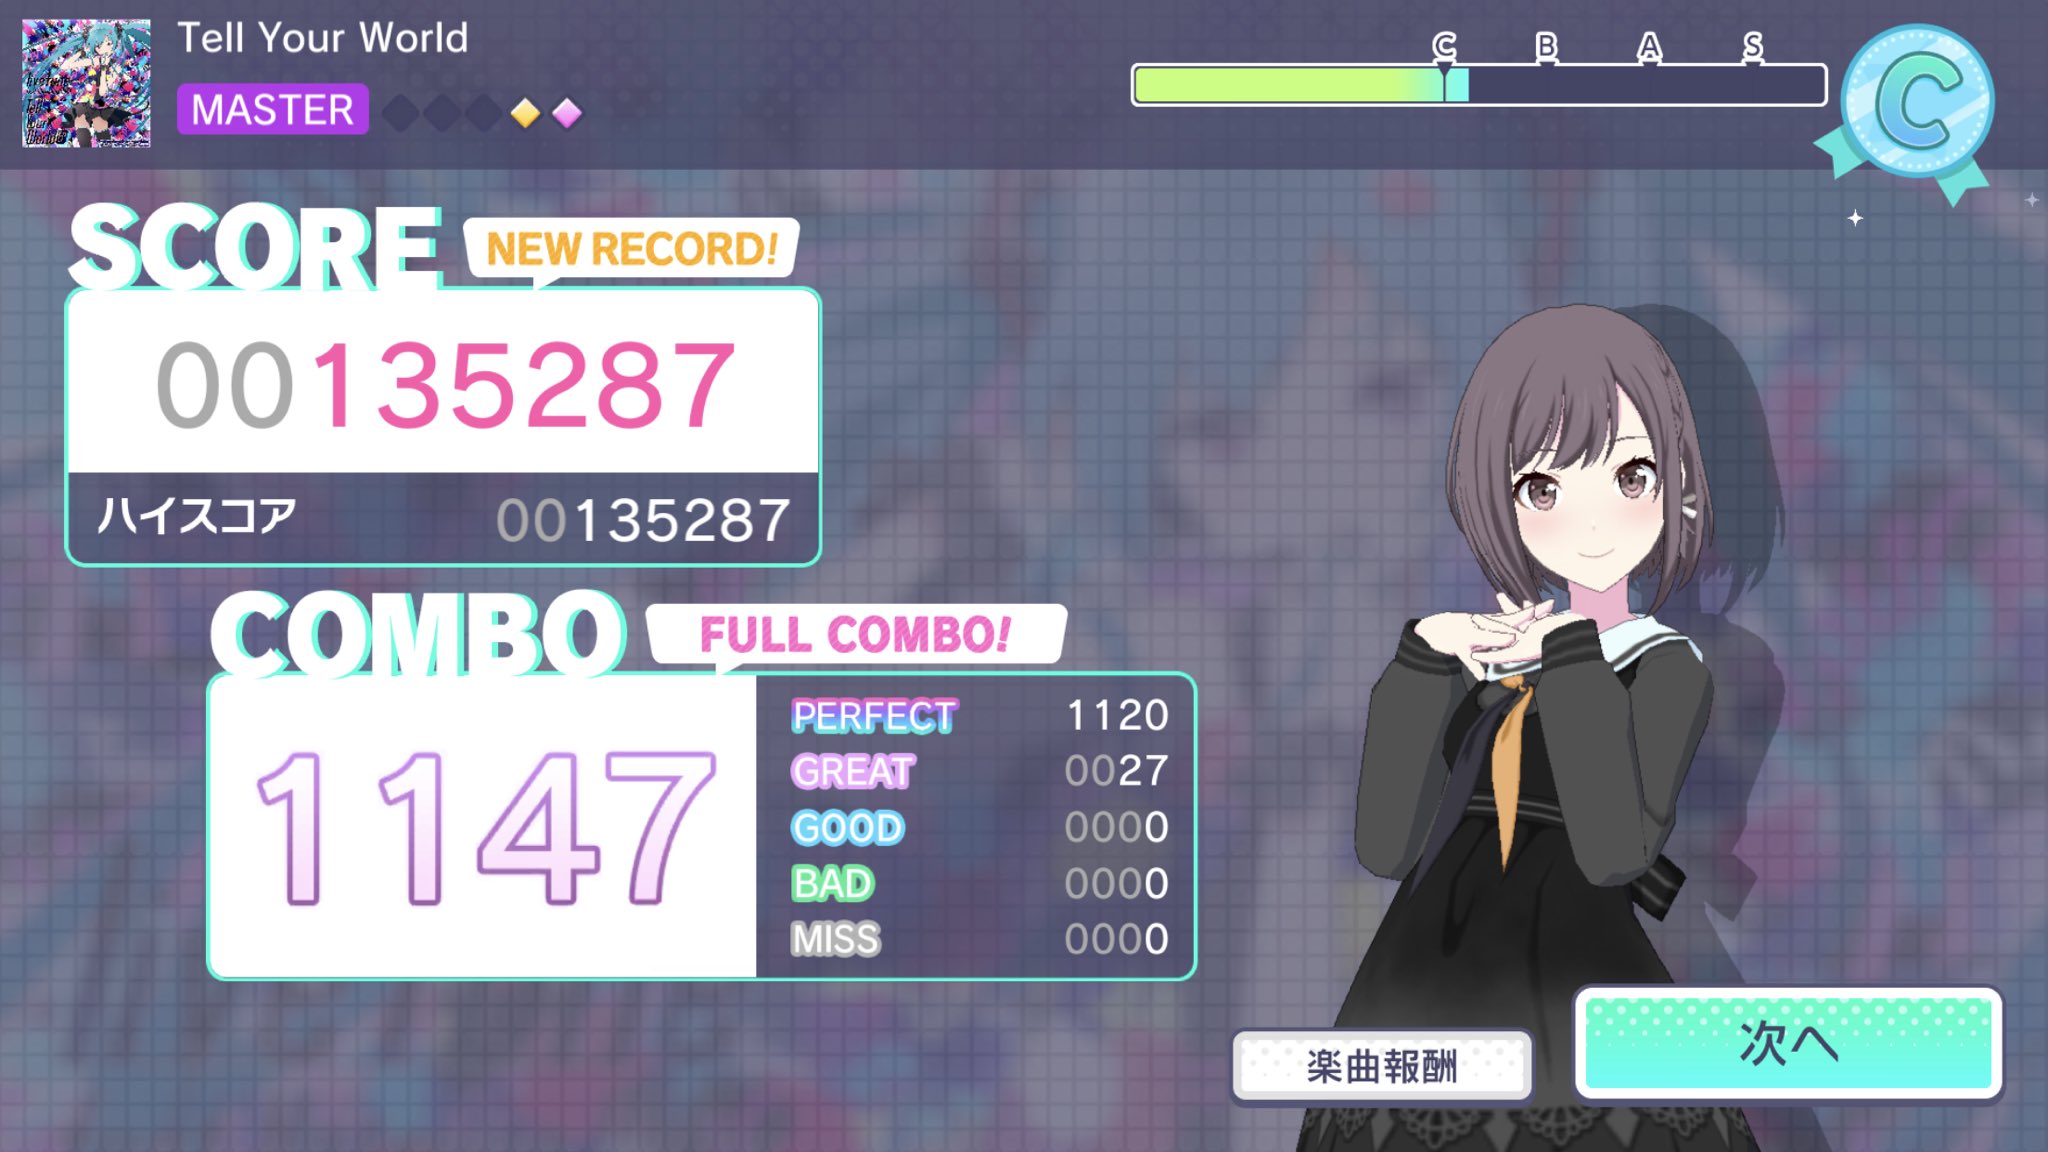 Tell Your World
MASTER
C B A S
C
SCORE NEW RECORD!
00135287
ハイスコア 00135287
COMBO FULL COMBO!
1147
PERFECT 1120
GREAT 0027
GOOD 0000
BAD 0000
MISS 0000
楽曲報酬
次へ